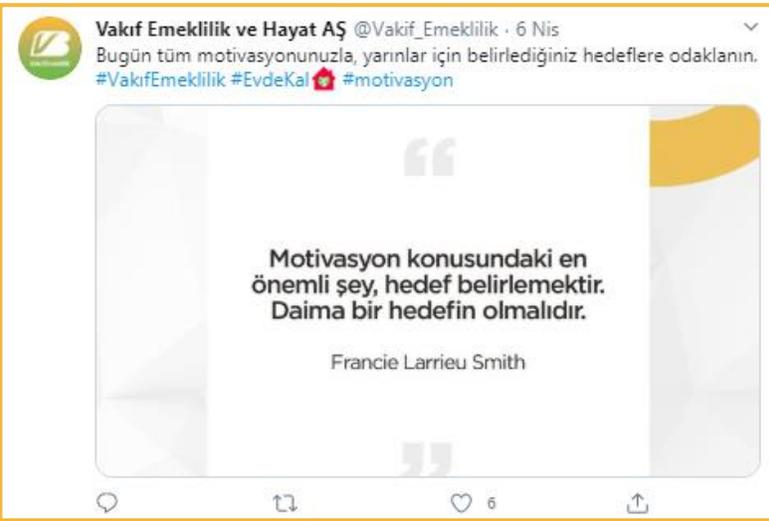 Vakıf Emeklilik ve Hayat AŞ @Vakif_Emeklilik · 6 Nis
Bugün tüm motivasyonunuzla, yarınlar için belirlediğiniz hedeflere odaklanın.
#VakıfEmeklilik #EvdeKal #motivasyon
“
Motivasyon konusundaki en
önemli şey, hedef belirlemektir.
Daima bir hedefin olmalıdır.
Francie Larrieu Smith
”
6